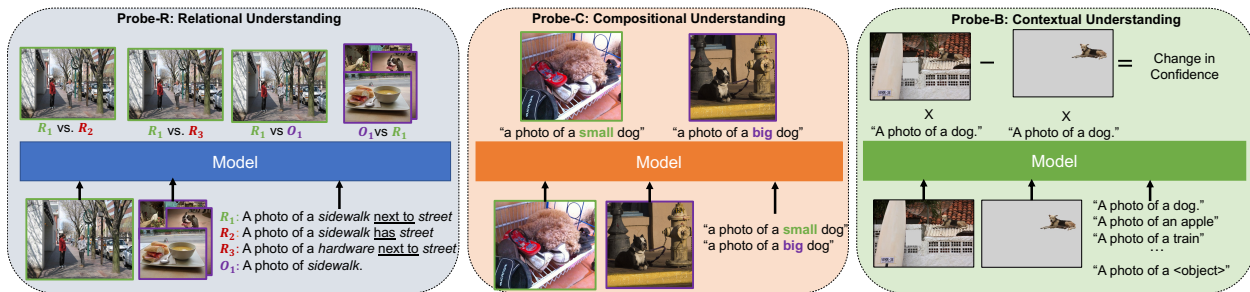 Probe-R: Relational Understanding
R1 vs. R2
R1 vs. R3
R1 vs O1
O1 vs R1
Model
R1: A photo of a sidewalk next to street
R2: A photo of a sidewalk has street
R3: A photo of a hardware next to street
O1: A photo of sidewalk.
Probe-C: Compositional Understanding
"a photo of a small dog"
"a photo of a big dog"
Model
"a photo of a small dog"
"a photo of a big dog"
Probe-B: Contextual Understanding
Change in
Confidence
X
X
"A photo of a dog."
"A photo of a dog."
Model
"A photo of a dog."
"A photo of an apple"
"A photo of a train"
...
"A photo of a <object>"